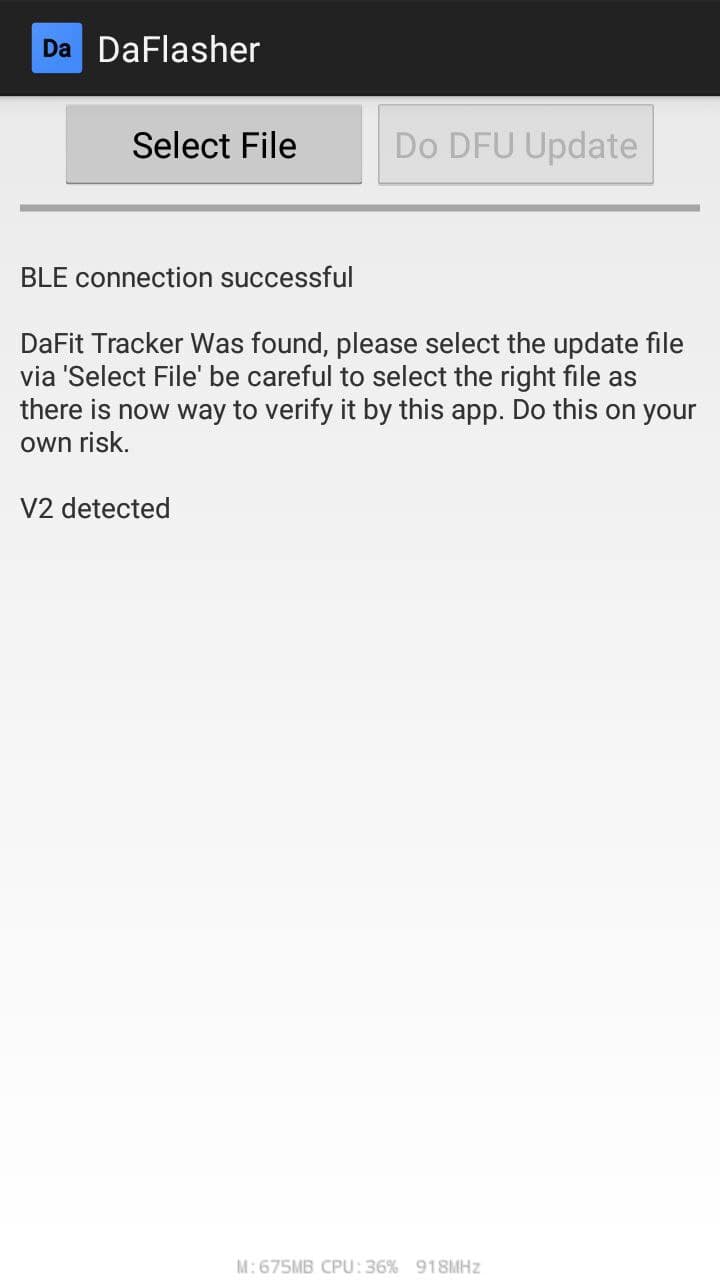 Da DaFlasher
Select File Do DFU Update
BLE connection successful
DaFit Tracker Was found, please select the update file
via 'Select File' be careful to select the right file as
there is now way to verify it by this app. Do this on your
own risk.
V2 detected
M:675MB CPU:36% 918MHz